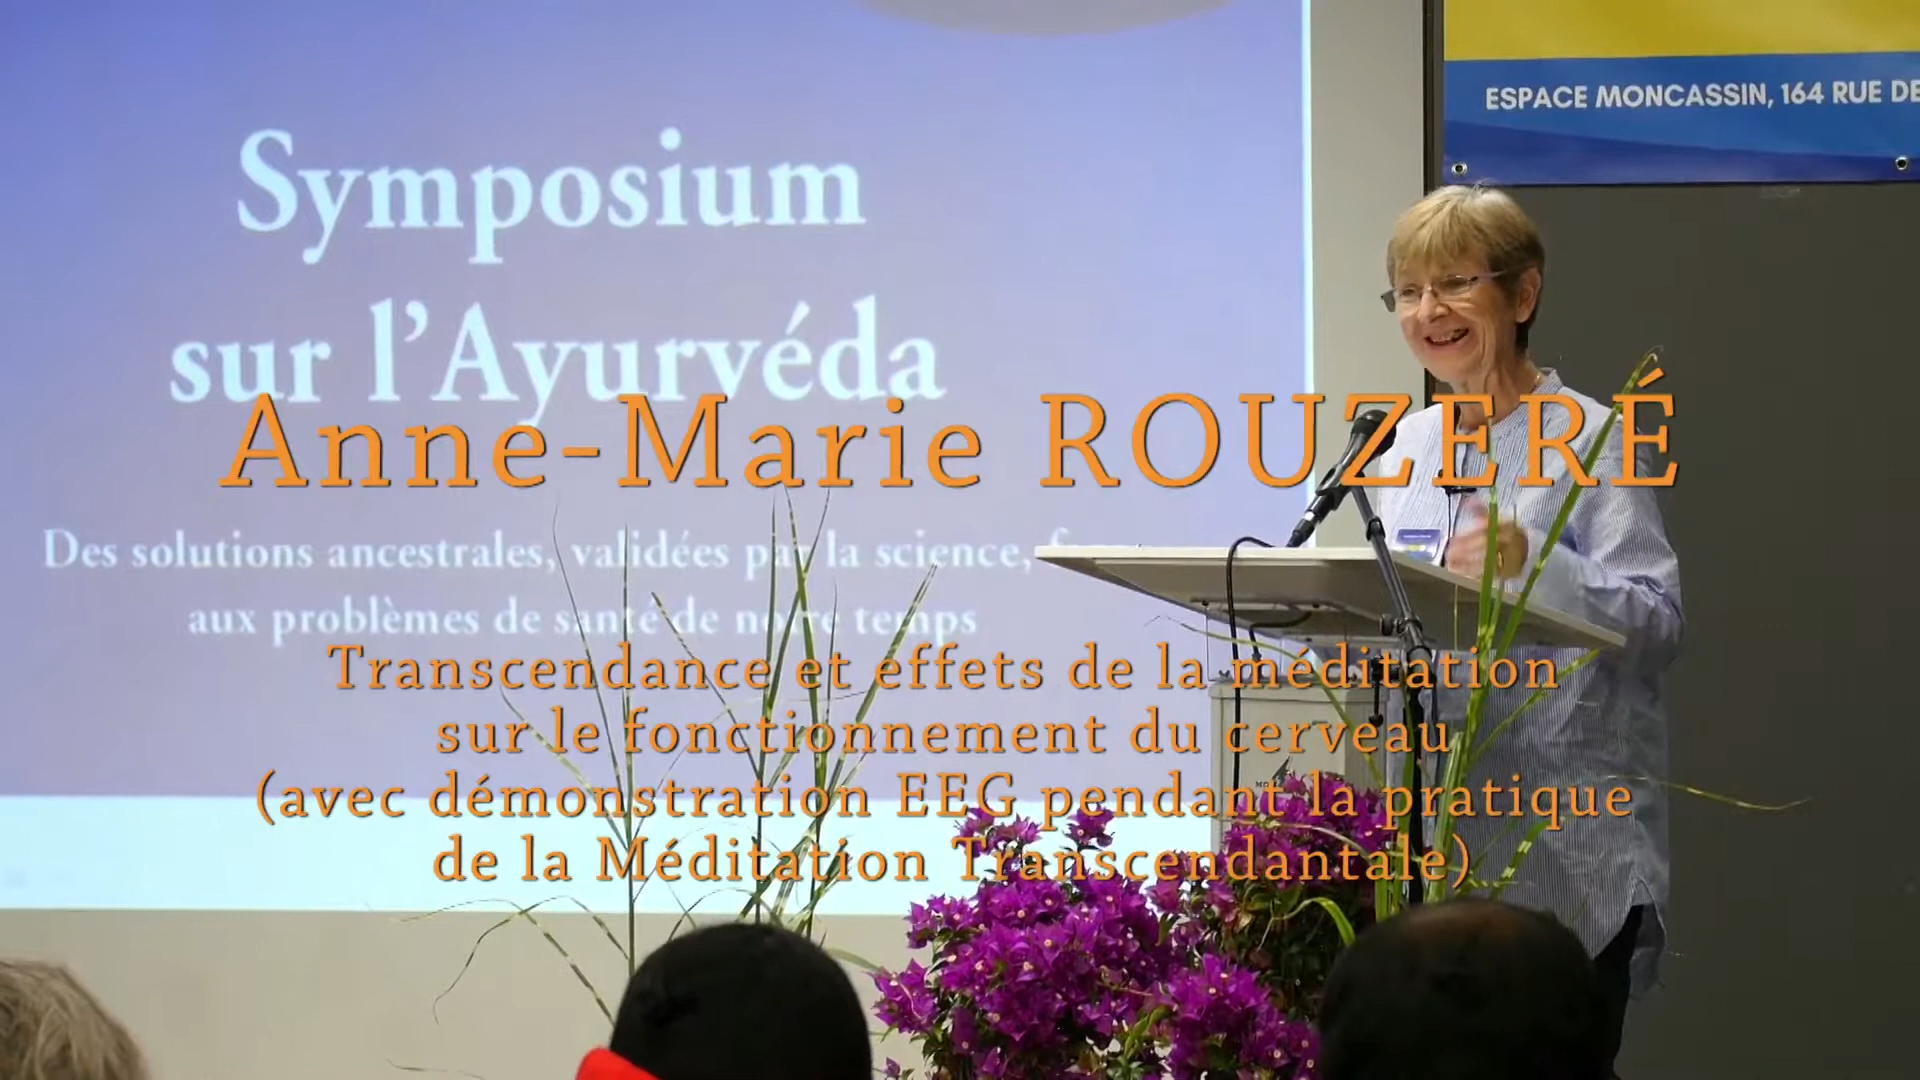 ESPACE MONCASSIN, 164 RUE DE
Symposium
sur l'Ayurvéda
Anne-Marie ROUZERÉ
Des solutions ancestrales, validées par la science,
aux problèmes de santé de notre temps
Transcendance et effets de la méditation
sur le fonctionnement du cerveau
(avec démonstration EEG pendant la pratique
de la Méditation Transcendantale)